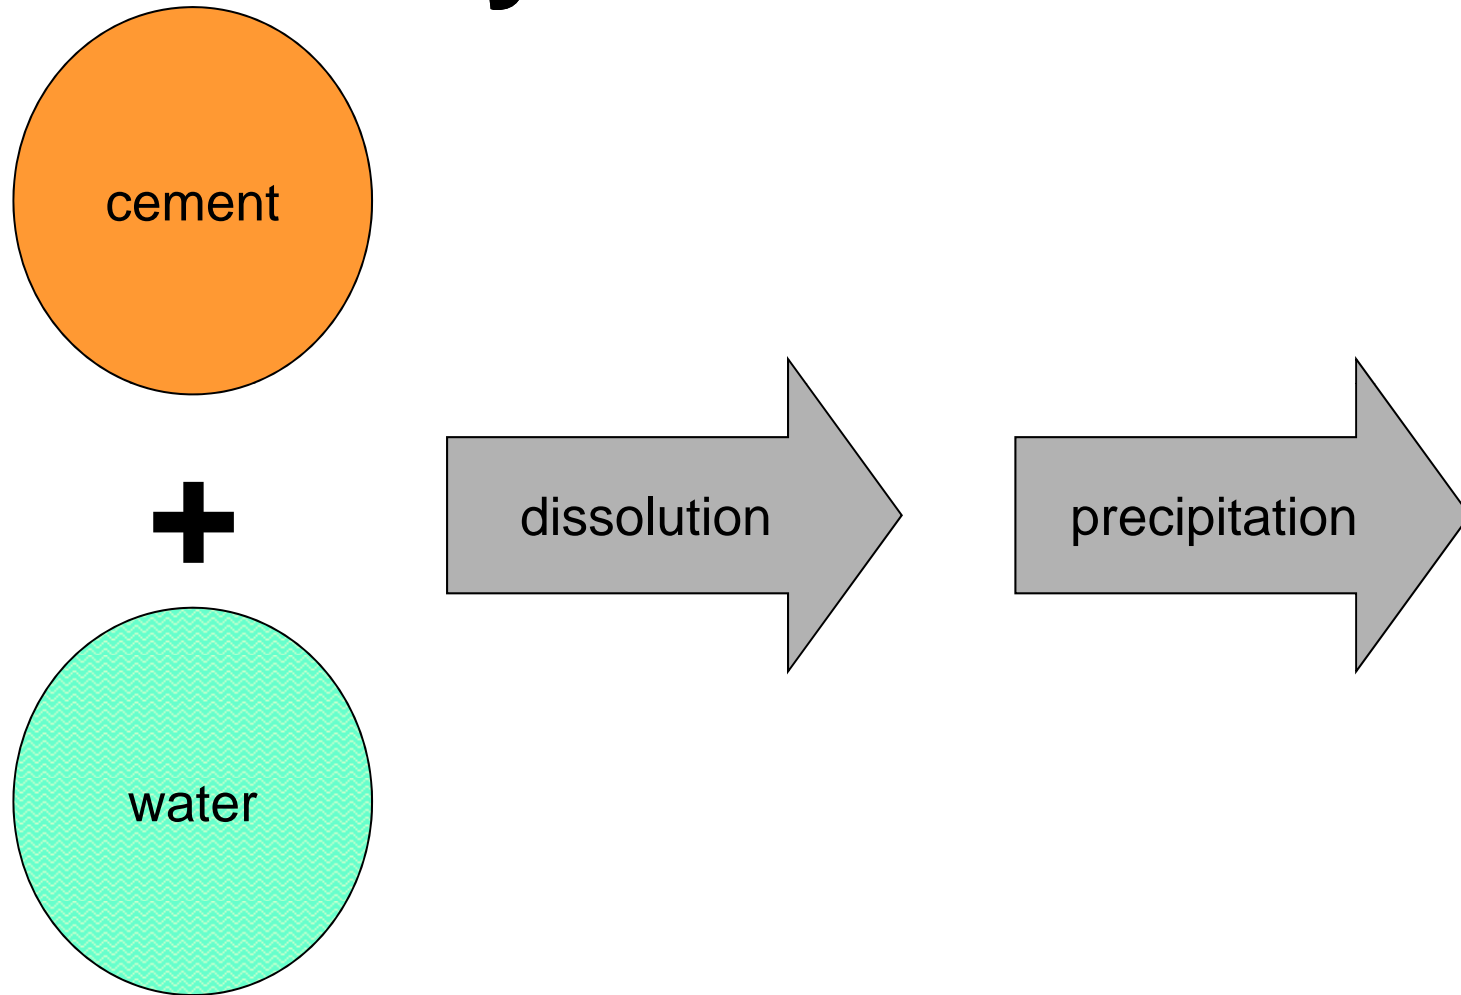 cement
+
dissolution
precipitation
water